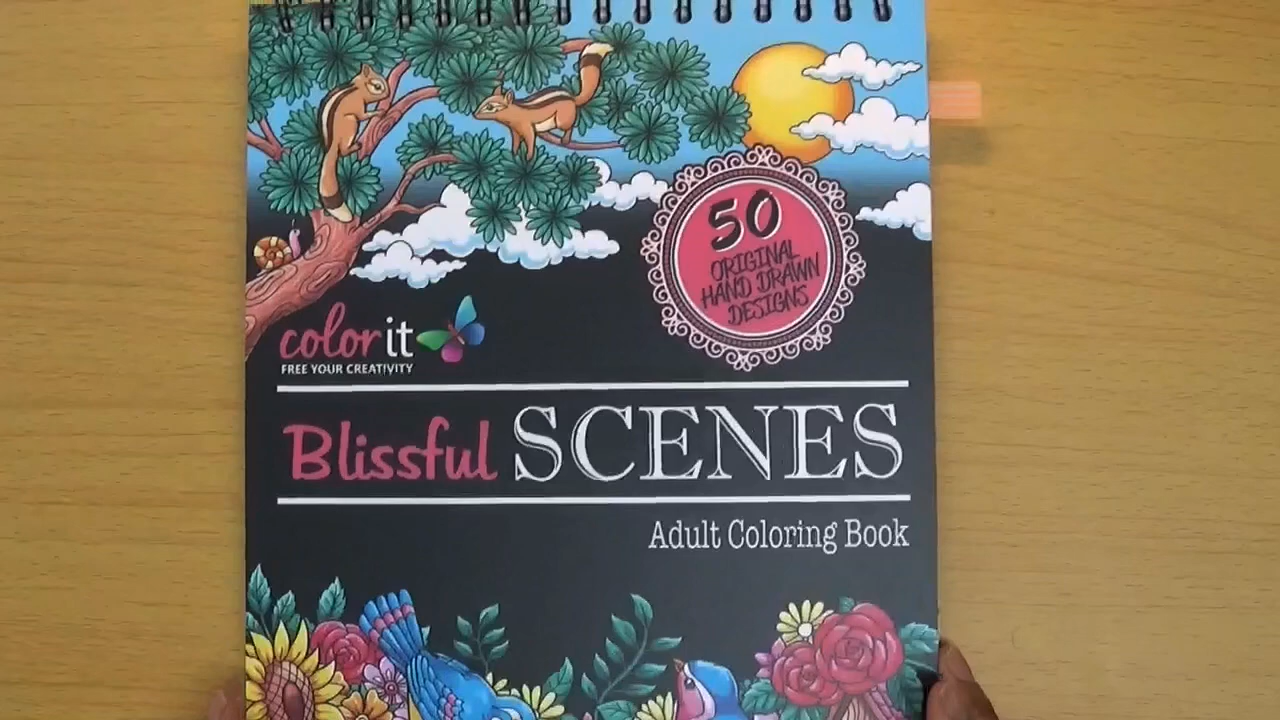 50
ORIGINAL
HAND DRAWN
DESIGNS
color it
FREE YOUR CREATIVITY
Blissful SCENES
Adult Coloring Book